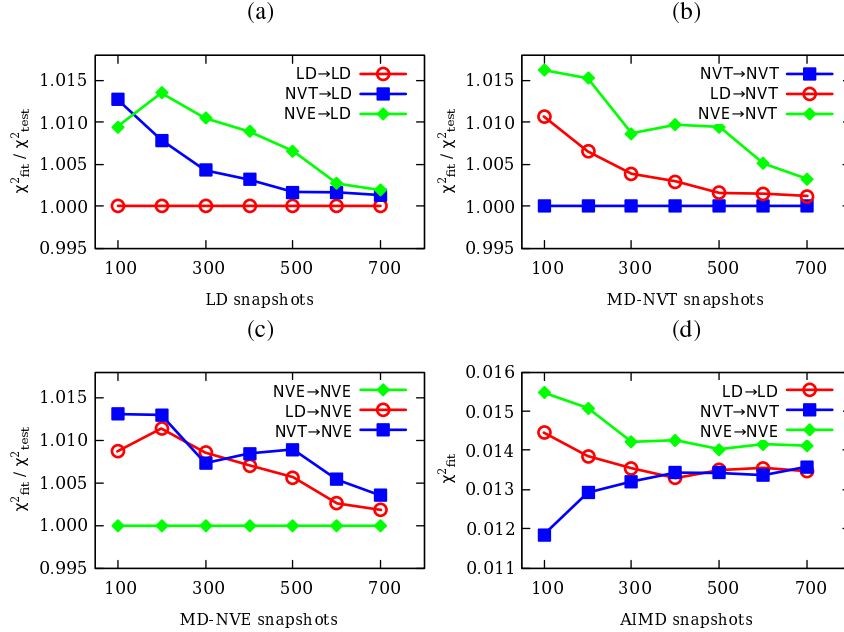 (a)
(b)
LD→LD
NVT→LD
NVE→LD
1.015
1.010
1.005
1.000
0.995
χ²fit / χ²test
100 300 500 700
LD snapshots
NVT→NVT
LD→NVT
NVE→NVT
1.015
1.010
1.005
1.000
0.995
χ²fit / χ²test
100 300 500 700
MD-NVT snapshots
(c)
(d)
NVE→NVE
LD→NVE
NVT→NVE
1.015
1.010
1.005
1.000
0.995
χ²fit / χ²test
100 300 500 700
MD-NVE snapshots
LD→LD
NVT→NVT
NVE→NVE
0.016
0.015
0.014
0.013
0.012
0.011
χ²fit
100 300 500 700
AIMD snapshots